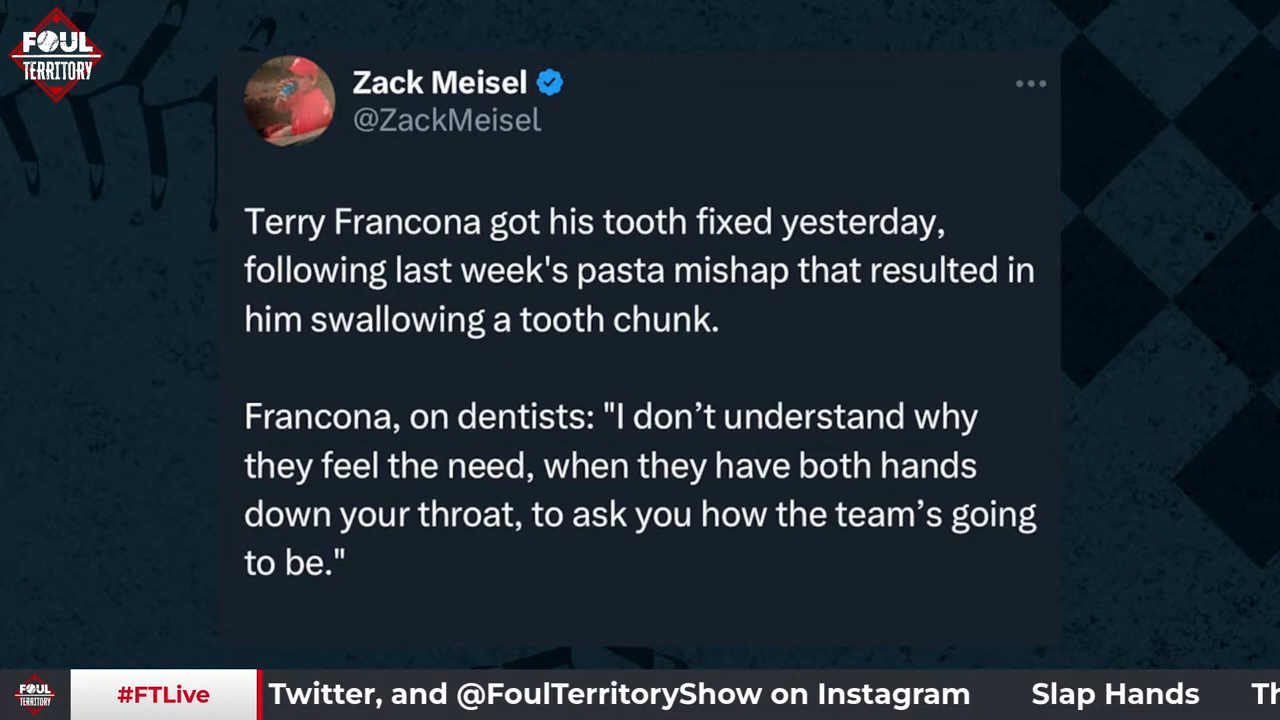 FOUL
TERRITORY
Zack Meisel
@ZackMeisel
Terry Francona got his tooth fixed yesterday,
following last week's pasta mishap that resulted in
him swallowing a tooth chunk.
Francona, on dentists: "I don’t understand why
they feel the need, when they have both hands
down your throat, to ask you how the team’s going
to be."
FOUL
TERRITORY
#FTLive
Twitter, and @FoulTerritoryShow on Instagram
Slap Hands
Th